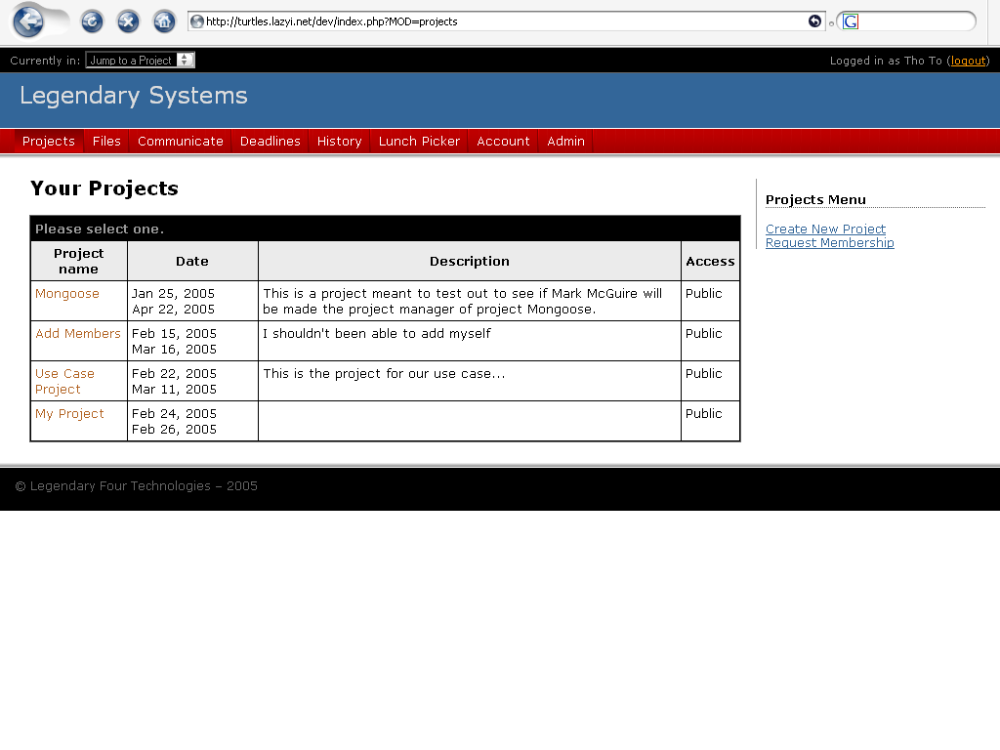 http://turtles.lazyi.net/dev/index.php?MOD=projects
G
Currently in: Jump to a Project
Logged in as Tho To (logout)
Legendary Systems
Projects Files Communicate Deadlines History Lunch Picker Account Admin
Your Projects
Please select one.
Project name Date Description Access
Mongoose
Jan 25, 2005
Apr 22, 2005
This is a project meant to test out to see if Mark McGuire will
be made the project manager of project Mongoose.
Public
Add Members
Feb 15, 2005
Mar 16, 2005
I shouldn't been able to add myself
Public
Use Case
Project
Feb 22, 2005
Mar 11, 2005
This is the project for our use case...
Public
My Project
Feb 24, 2005
Feb 26, 2005
Public
Projects Menu
Create New Project
Request Membership
© Legendary Four Technologies – 2005